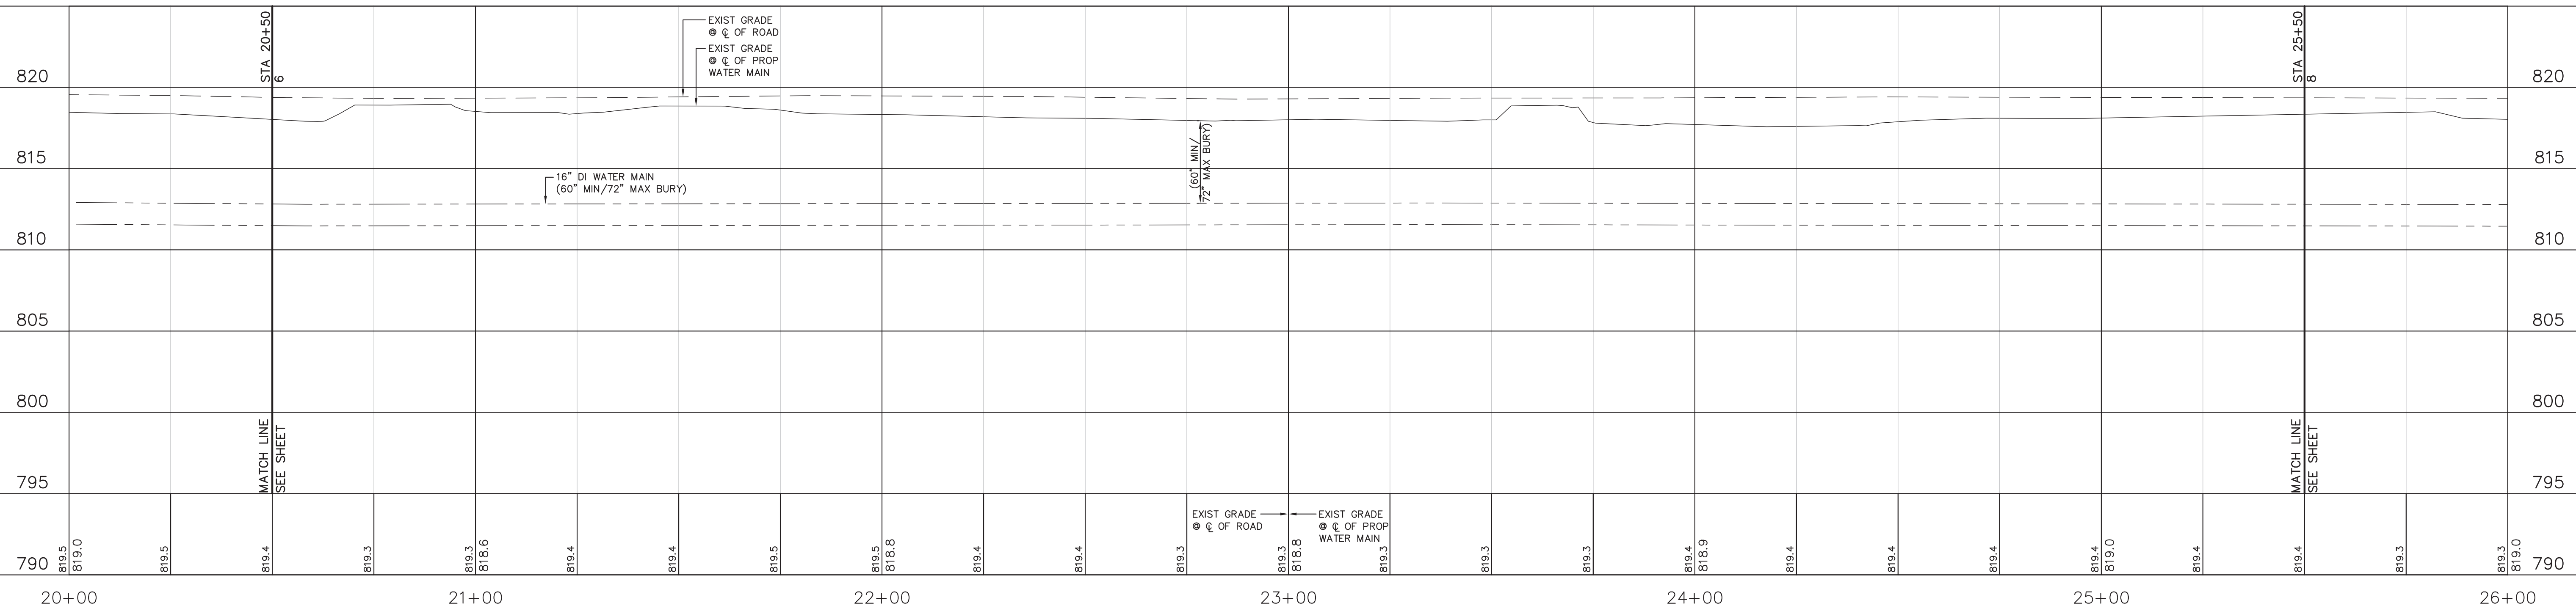 STA 20+50
6
EXIST GRADE
@ ℄ OF ROAD
EXIST GRADE
@ ℄ OF PROP
WATER MAIN
STA 25+50
8
820
820
815
815
16" DI WATER MAIN
(60" MIN/72" MAX BURY)
(60" MIN/
72" MAX BURY)
810
810
805
805
800
800
MATCH LINE
SEE SHEET
MATCH LINE
SEE SHEET
795
795
EXIST GRADE
@ ℄ OF ROAD
EXIST GRADE
@ ℄ OF PROP
WATER MAIN
790
819.5
819.0
819.5
819.4
819.3
819.3
818.6
819.4
819.4
819.5
819.5
818.8
819.4
819.4
819.3
819.3
818.8
819.3
819.3
819.3
819.4
818.9
819.4
819.4
819.4
819.4
819.0
819.4
819.4
819.3
819.3
819.0
790
20+00
21+00
22+00
23+00
24+00
25+00
26+00